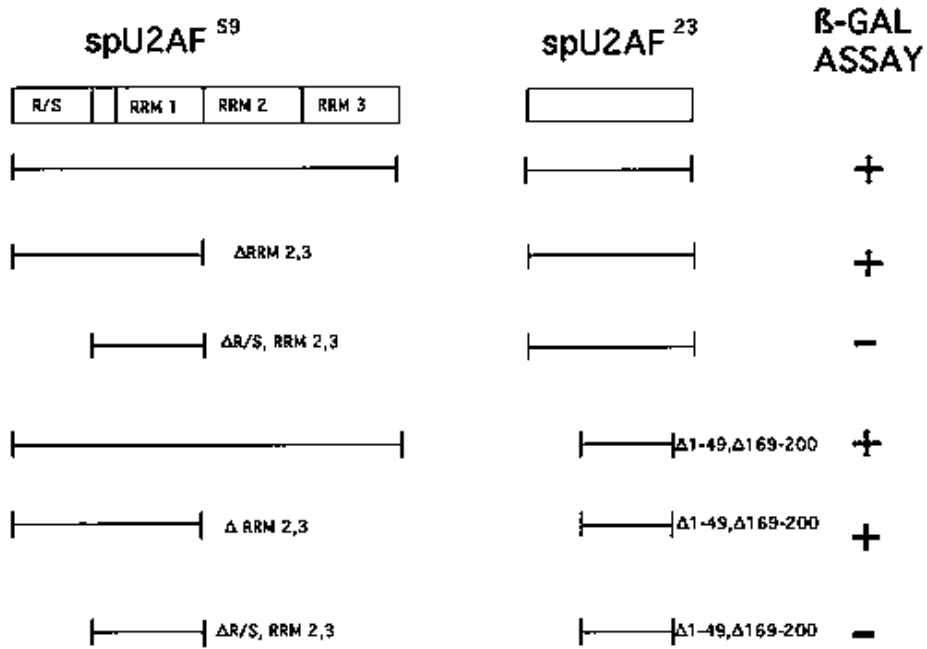 spU2AF 59 spU2AF 23 ß-GAL ASSAY
R/S RRM 1 RRM 2 RRM 3
+
ΔRRM 2,3 +
ΔR/S, RRM 2,3 −
Δ1-49,Δ169-200 +
Δ RRM 2,3 Δ1-49,Δ169-200 +
ΔR/S, RRM 2,3 Δ1-49,Δ169-200 −